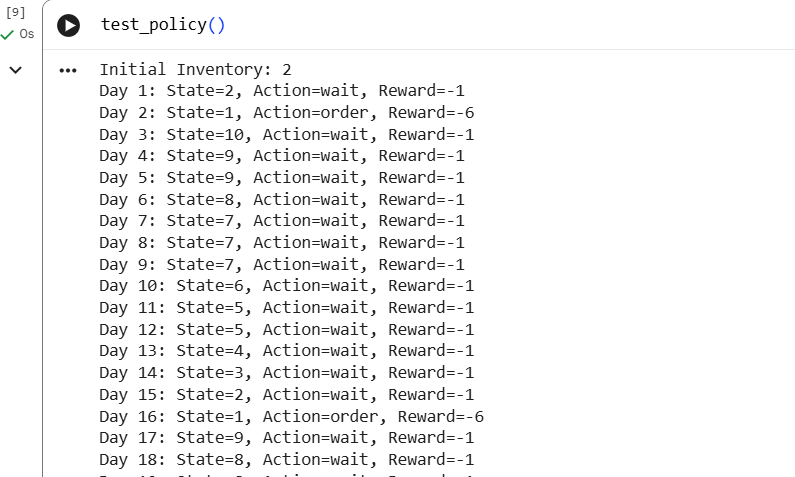 [9]
0s
test_policy()
Initial Inventory: 2
Day 1: State=2, Action=wait, Reward=-1
Day 2: State=1, Action=order, Reward=-6
Day 3: State=10, Action=wait, Reward=-1
Day 4: State=9, Action=wait, Reward=-1
Day 5: State=9, Action=wait, Reward=-1
Day 6: State=8, Action=wait, Reward=-1
Day 7: State=7, Action=wait, Reward=-1
Day 8: State=7, Action=wait, Reward=-1
Day 9: State=7, Action=wait, Reward=-1
Day 10: State=6, Action=wait, Reward=-1
Day 11: State=5, Action=wait, Reward=-1
Day 12: State=5, Action=wait, Reward=-1
Day 13: State=4, Action=wait, Reward=-1
Day 14: State=3, Action=wait, Reward=-1
Day 15: State=2, Action=wait, Reward=-1
Day 16: State=1, Action=order, Reward=-6
Day 17: State=9, Action=wait, Reward=-1
Day 18: State=8, Action=wait, Reward=-1